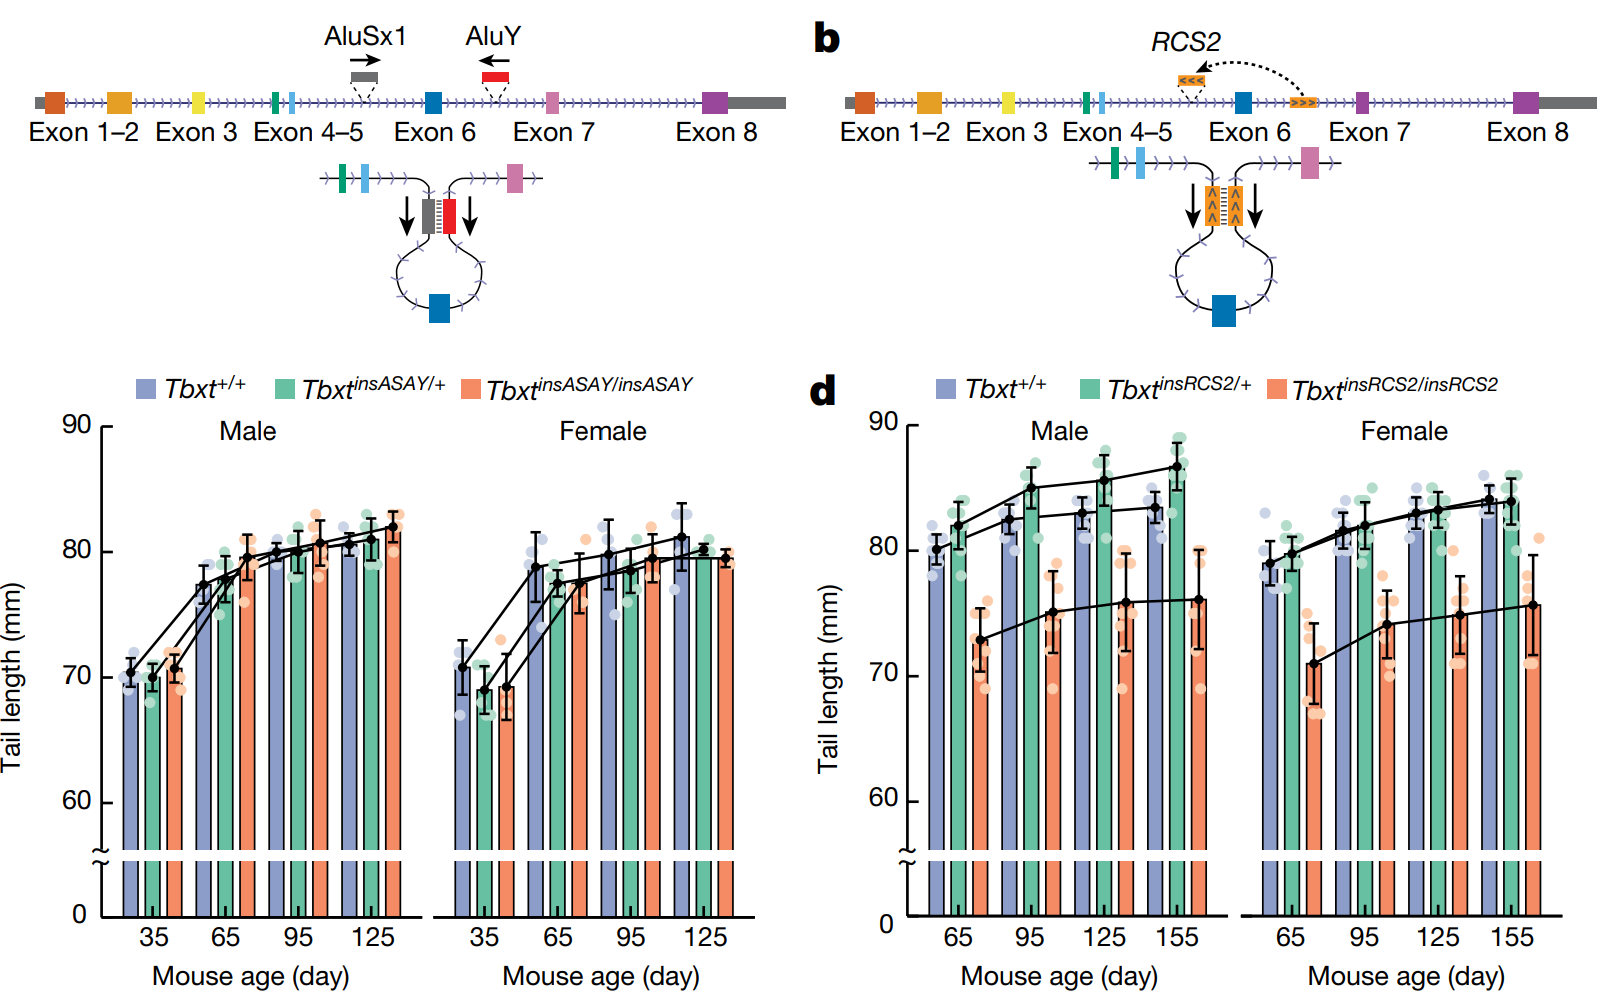 AluSx1 AluY
Exon 1–2 Exon 3 Exon 4–5 Exon 6 Exon 7 Exon 8
b
RCS2
Exon 1–2 Exon 3 Exon 4–5 Exon 6 Exon 7 Exon 8
Tbxt+/+ TbxtinsASAY/+ TbxtinsASAY/insASAY
Male Female
Tail length (mm)
90
80
70
60
0
35 65 95 125 35 65 95 125
Mouse age (day) Mouse age (day)
d
Tbxt+/+ TbxtinsRCS2/+ TbxtinsRCS2/insRCS2
Male Female
Tail length (mm)
90
80
70
60
0
65 95 125 155 65 95 125 155
Mouse age (day) Mouse age (day)